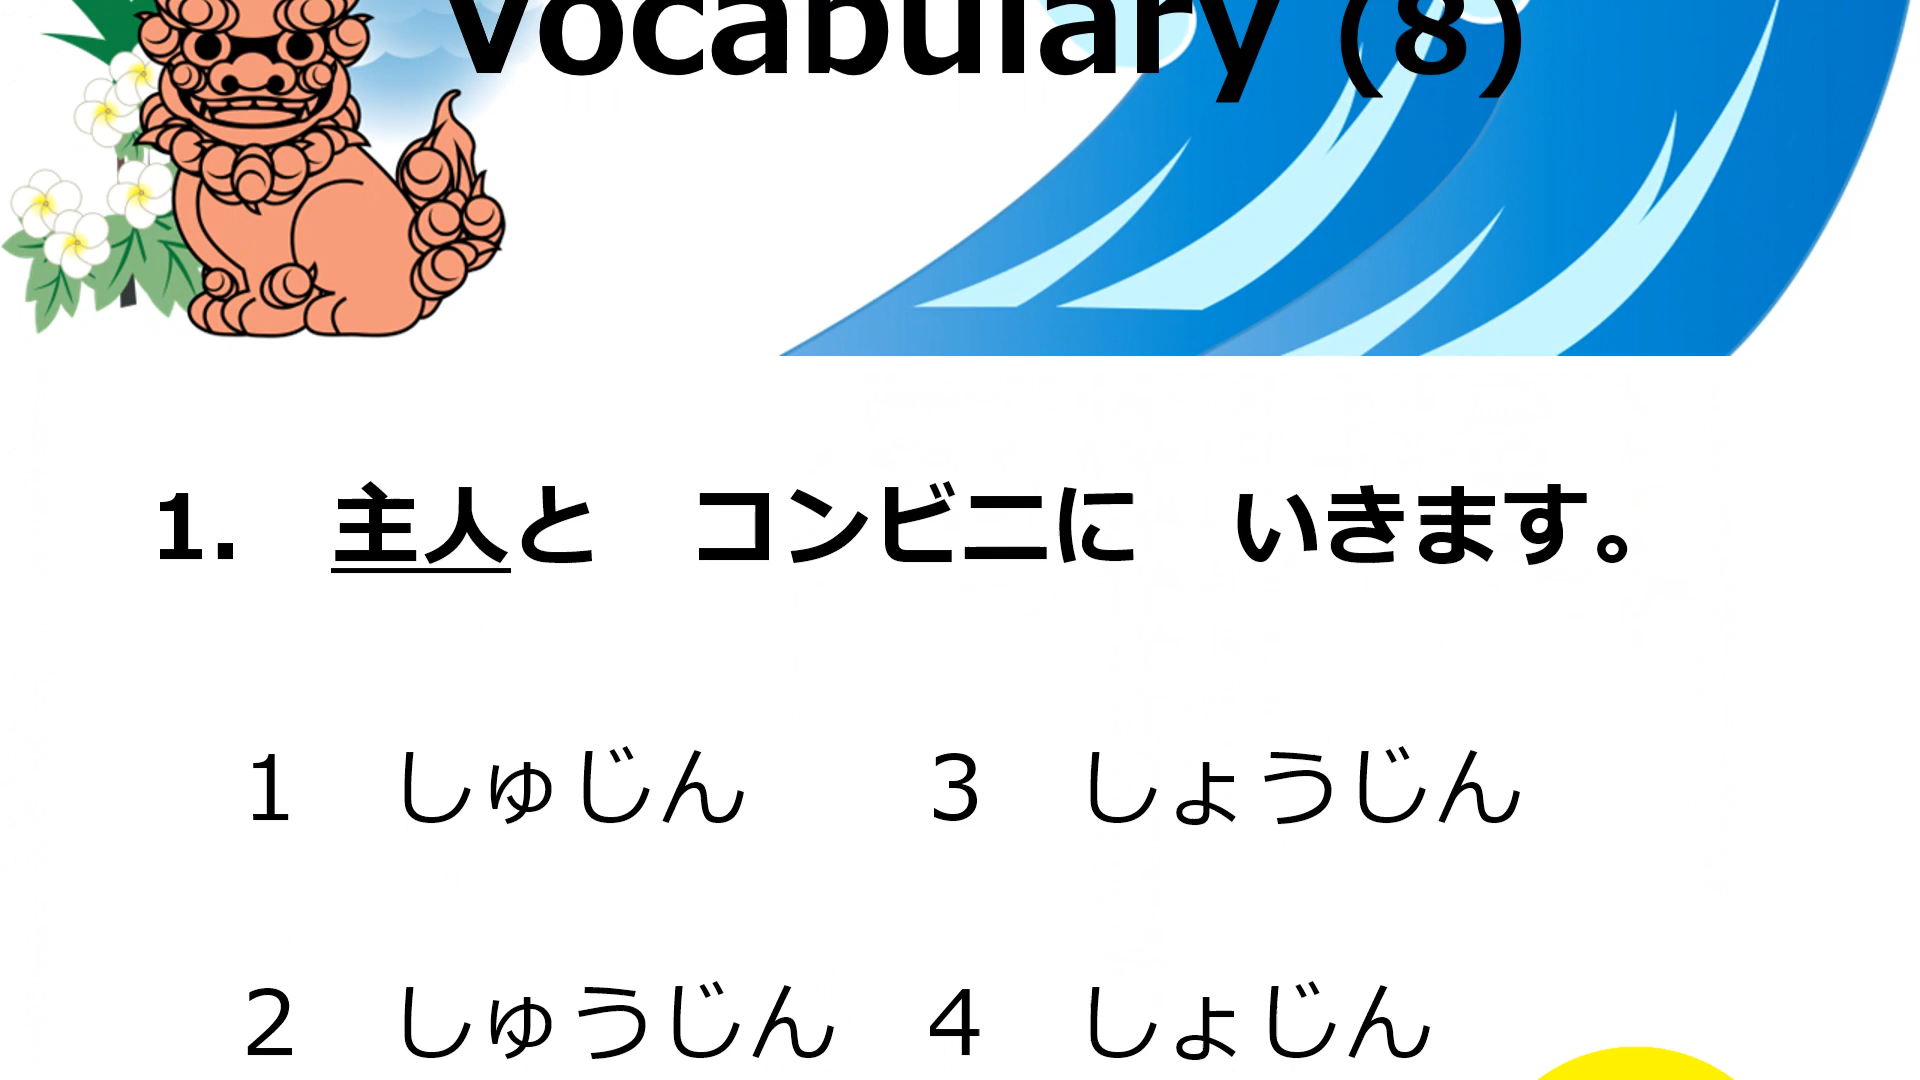 Vocabulary (8)
1. 主人と コンビニに いきます。
1 しゅじん 3 しょうじん
2 しゅうじん 4 しょじん